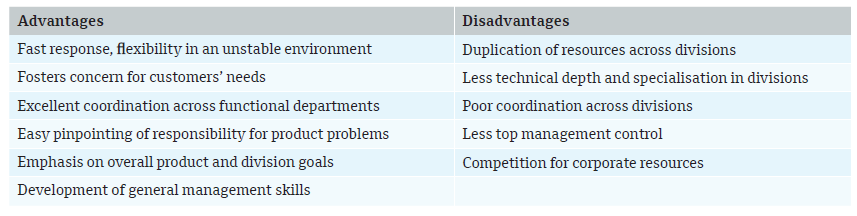 Advantages Disadvantages
Fast response, flexibility in an unstable environment Duplication of resources across divisions
Fosters concern for customers’ needs Less technical depth and specialisation in divisions
Excellent coordination across functional departments Poor coordination across divisions
Easy pinpointing of responsibility for product problems Less top management control
Emphasis on overall product and division goals Competition for corporate resources
Development of general management skills